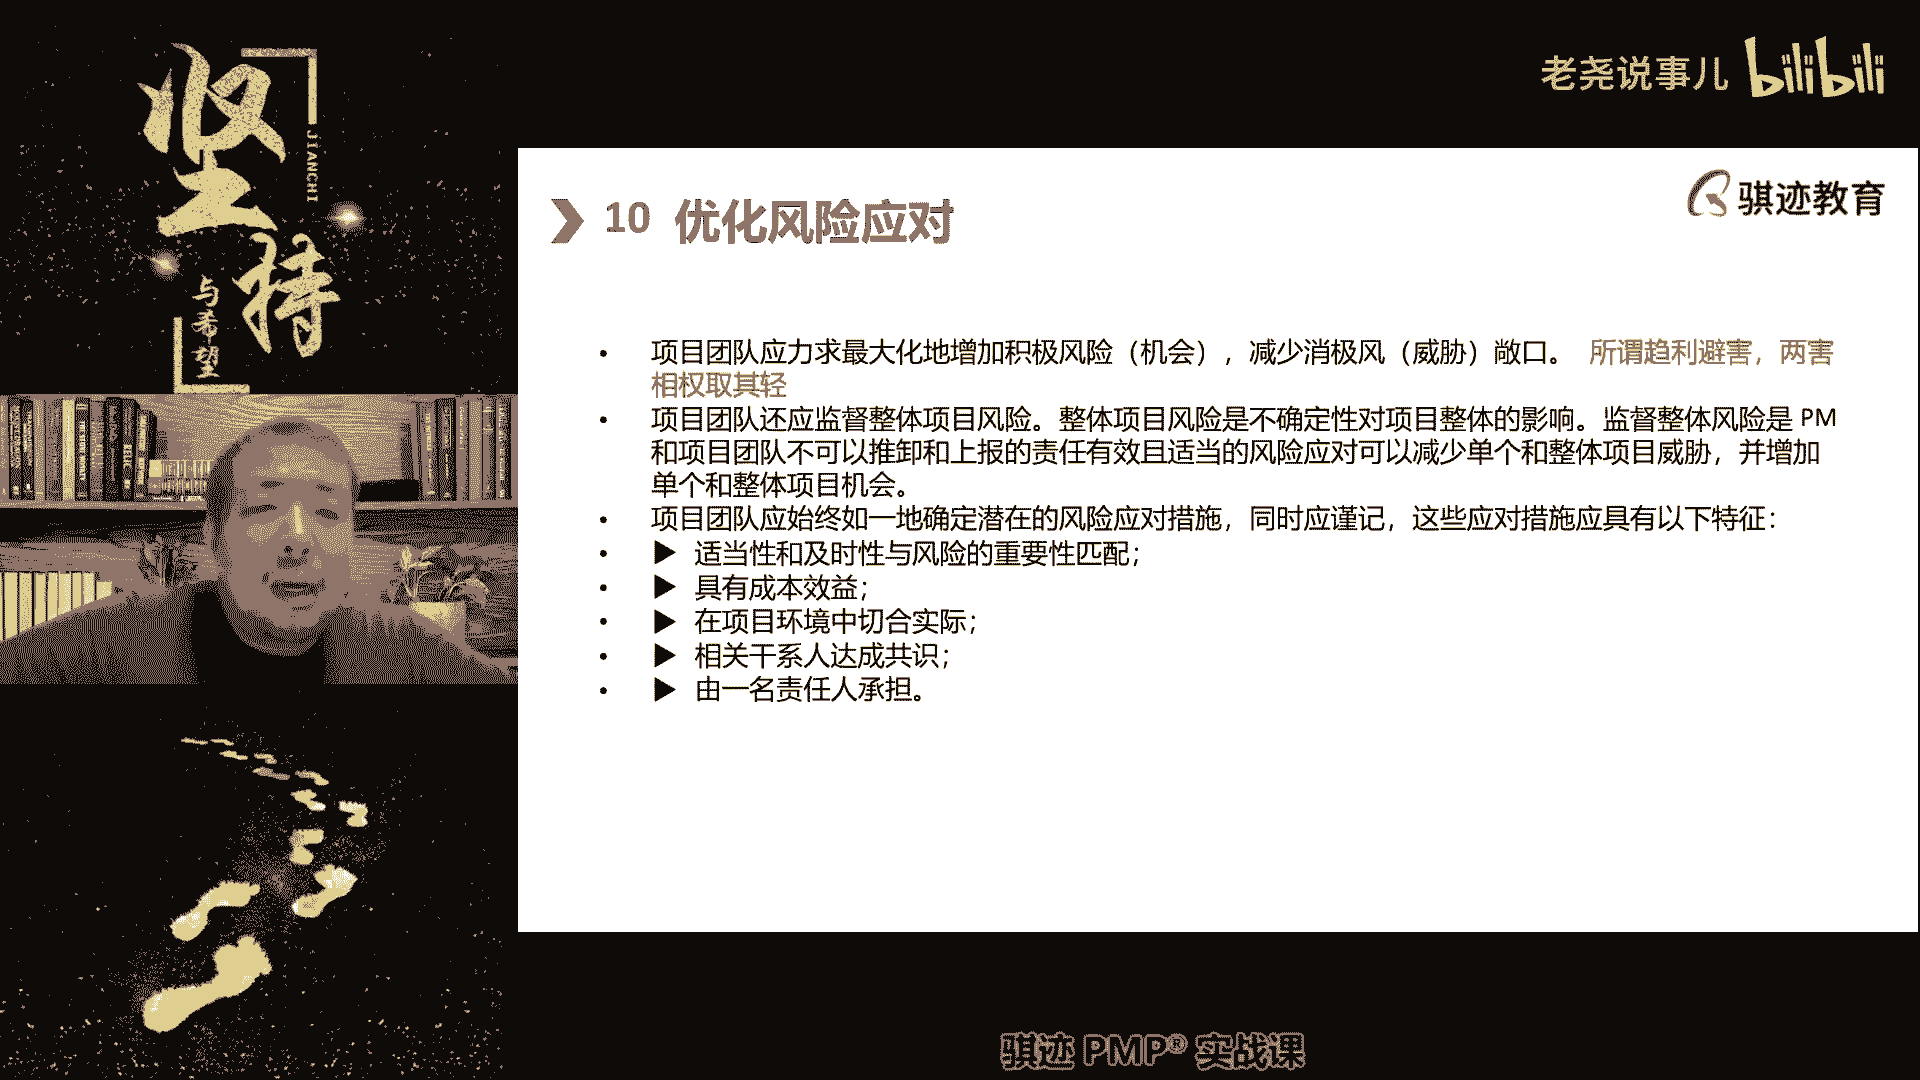 坚
持
JIANCHI
与希望
老尧说事儿 bilibili
骐迹教育
10 优化风险应对
• 项目团队应力求最大化地增加积极风险（机会），减少消极风（威胁）敞口。 所谓趋利避害，两害
相权取其轻
• 项目团队还应监督整体项目风险。整体项目风险是不确定性对项目整体的影响。监督整体风险是 PM
和项目团队不可以推卸和上报的责任有效且适当的风险应对可以减少单个和整体项目威胁，并增加
单个和整体项目机会。
• 项目团队应始终如一地确定潜在的风险应对措施，同时应谨记，这些应对措施应具有以下特征：
• ▶ 适当性和及时性与风险的重要性匹配；
• ▶ 具有成本效益；
• ▶ 在项目环境中切合实际；
• ▶ 相关干系人达成共识；
• ▶ 由一名责任人承担。
骐迹 PMP® 实战课